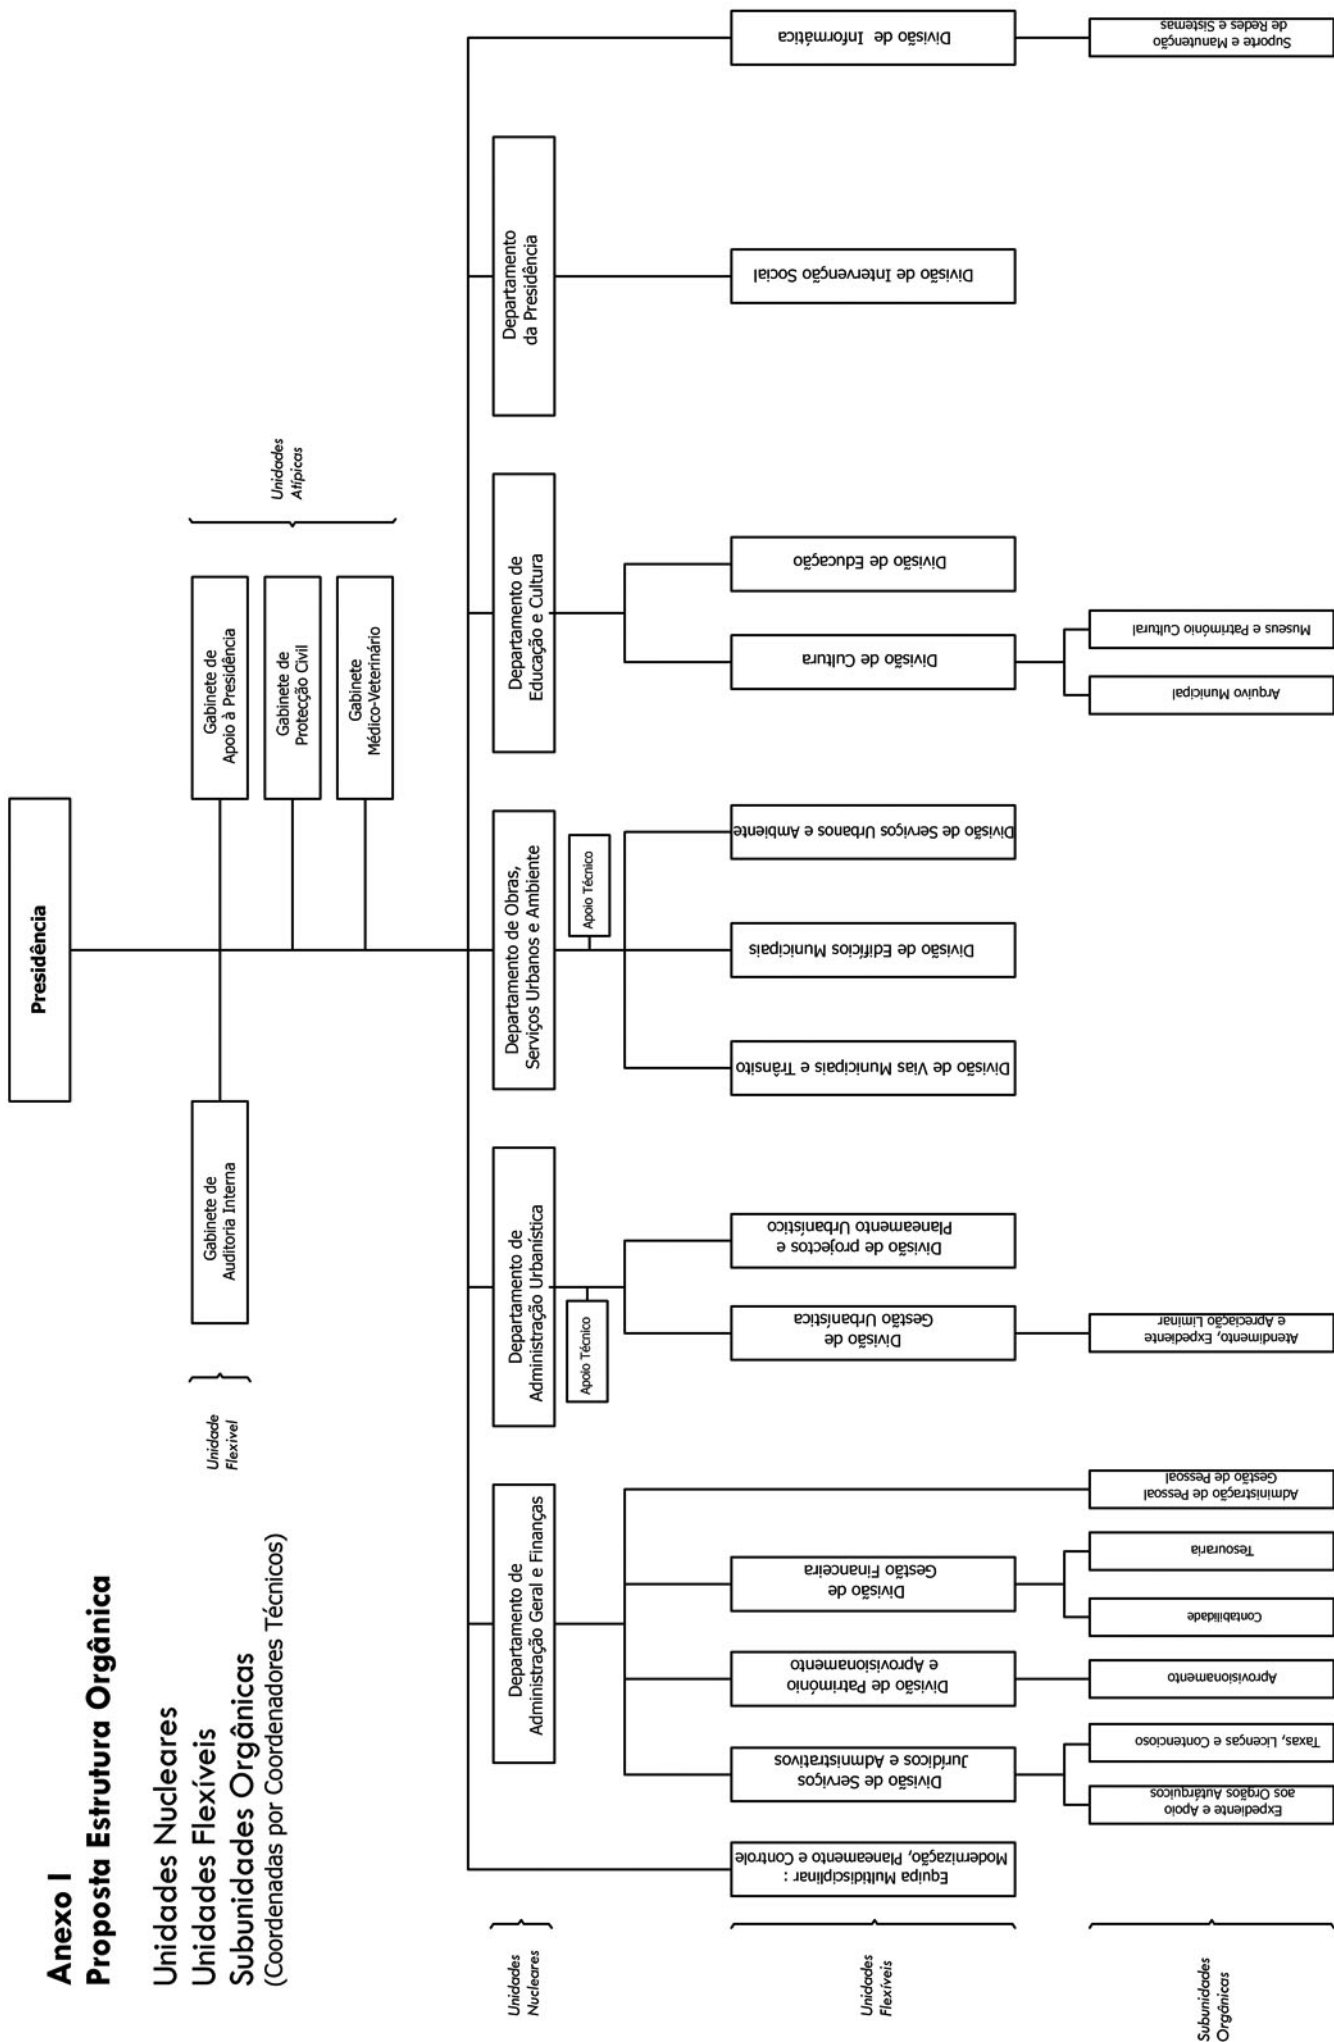 Anexo I
Proposta Estrutura Orgânica
Unidades Nucleares
Unidades Flexíveis
Subunidades Orgânicas
(Coordenadas por Coordenadores Técnicos)
Presidência
Unidade
Flexível
Gabinete de
Auditoria Interna
Gabinete de
Apoio à Presidência
Gabinete de
Protecção Civil
Gabinete
Médico-Veterinário
Unidades
Atípicas
Unidades
Nucleares
Departamento de
Administração Geral e Finanças
Departamento de
Administração Urbanística
Departamento de Obras,
Serviços Urbanos e Ambiente
Departamento de
Educação e Cultura
Departamento
da Presidência
Apoio Técnico
Apoio Técnico
Unidades
Flexíveis
Equipa Multidisdiplinar :
Modernização, Planeamento e Controle
Divisão de Serviços
Jurídicos e Admnistrativos
Divisão de Património
e Aprovisionamento
Divisão de
Gestão Financeira
Divisão de
Gestão Urbanística
Divisão de projectos e
Planeamento Urbanístico
Divisão de Vias Municipais e Trânsito
Divisão de Edifícios Municipais
Divisão de Serviços Urbanos e Ambiente
Divisão de Cultura
Divisão de Educação
Divisão de Intervenção Social
Divisão de Informática
Subunidades
Orgânicas
Expediente e Apoio
aos Orgãos Autárquicos
Taxas, Licenças e Contencioso
Aprovisionamento
Contabilidade
Tesouraria
Administração de Pessoal
Gestão de Pessoal
Atendimento, Expediente
e Apreciação Liminar
Arquivo Municipal
Museus e Património Cultural
Suporte e Manutenção
de Redes e Sistemas